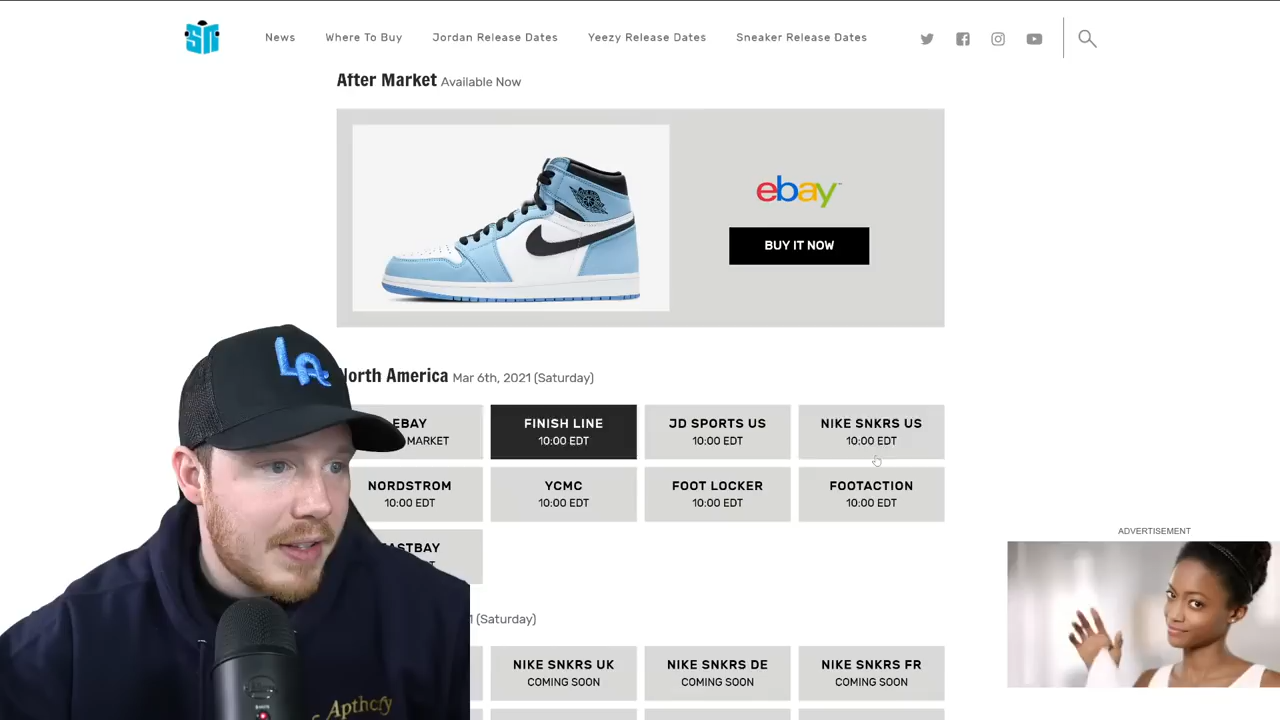 SN
News
Where To Buy
Jordan Release Dates
Yeezy Release Dates
Sneaker Release Dates
After Market Available Now
ebay
BUY IT NOW
North America Mar 6th, 2021 (Saturday)
EBAY
MARKET
FINISH LINE
10:00 EDT
JD SPORTS US
10:00 EDT
NIKE SNKRS US
10:00 EDT
NORDSTROM
10:00 EDT
YCMC
10:00 EDT
FOOT LOCKER
10:00 EDT
FOOTACTION
10:00 EDT
ASTBAY
ADVERTISEMENT
(Saturday)
NIKE SNKRS UK
COMING SOON
NIKE SNKRS DE
COMING SOON
NIKE SNKRS FR
COMING SOON
LA